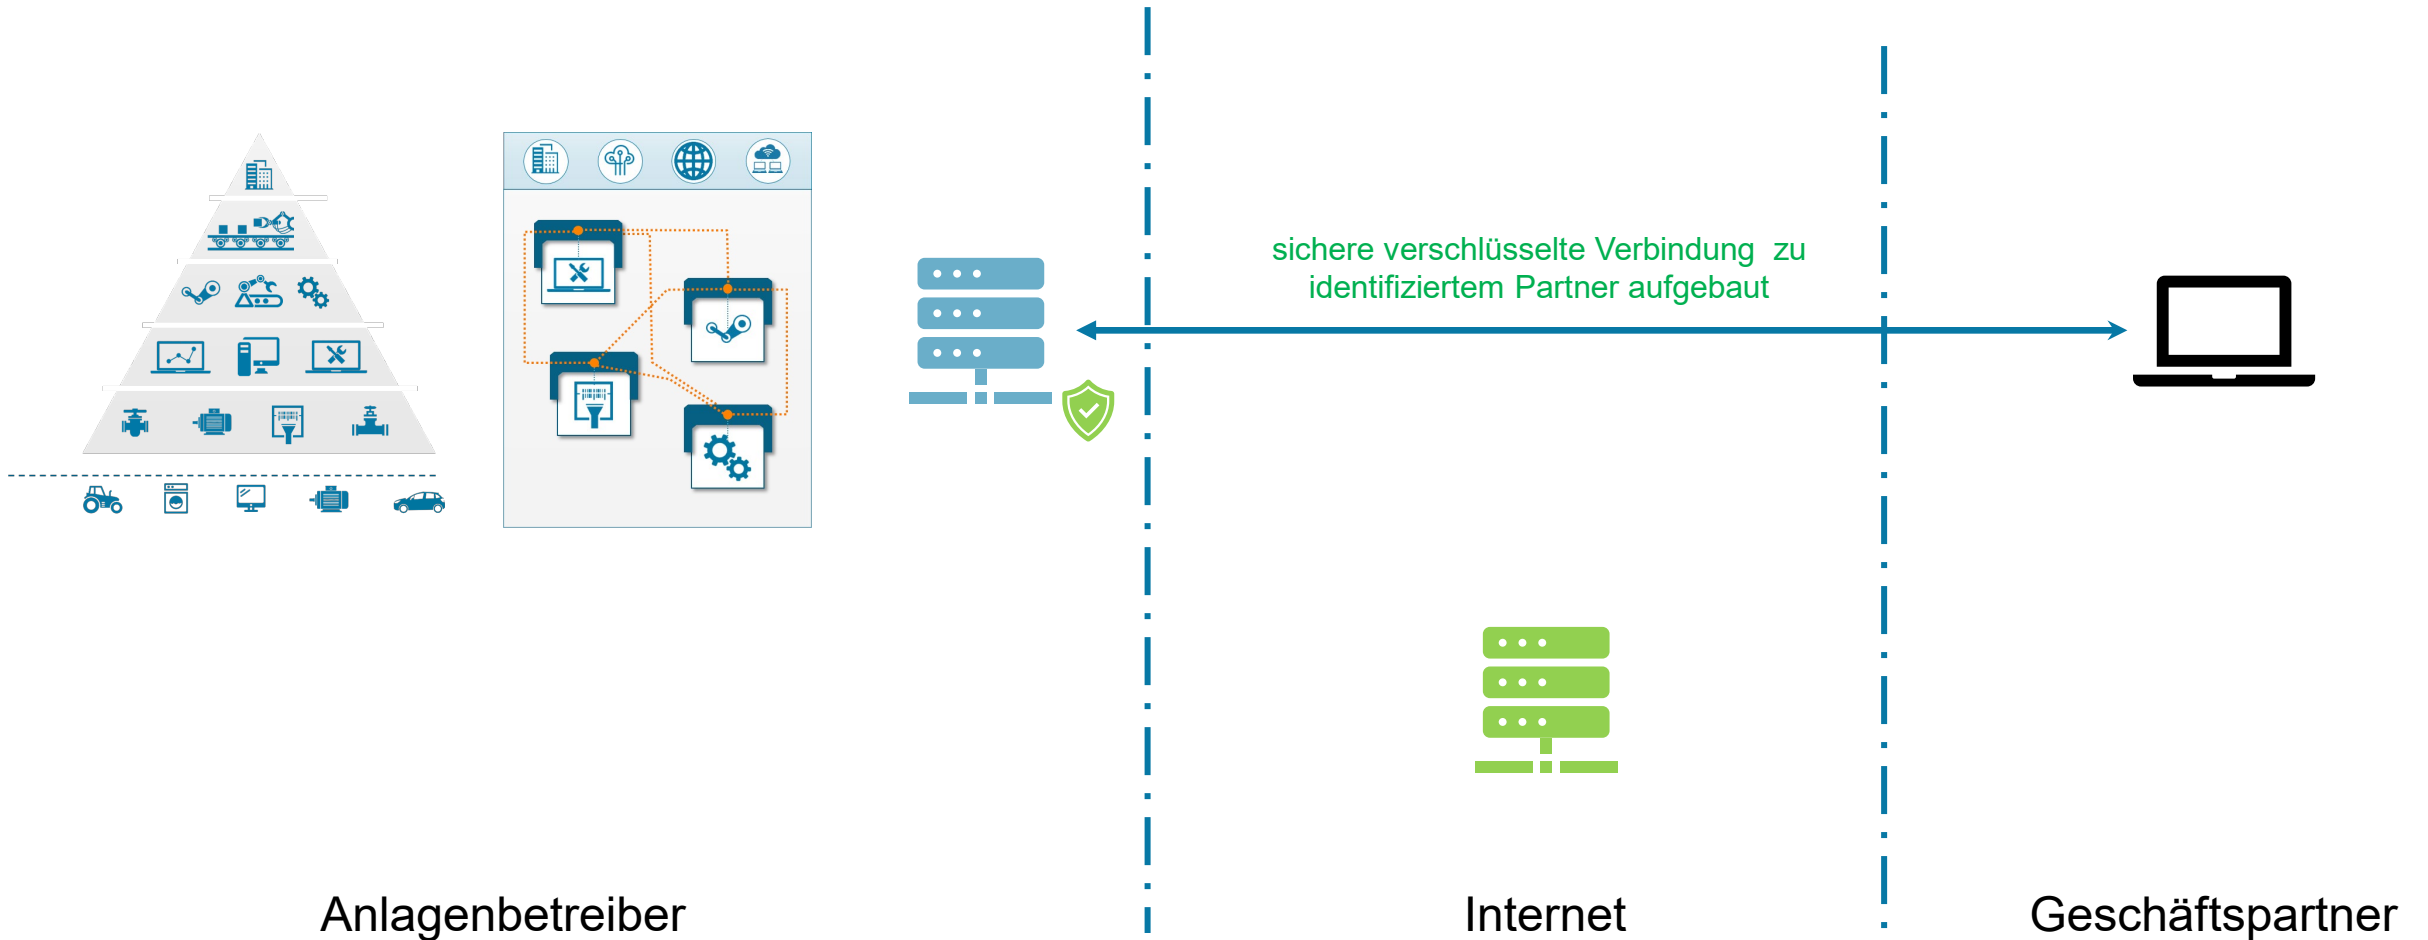 sichere verschlüsselte Verbindung  zu
identifiziertem Partner aufgebaut
Anlagenbetreiber
Internet
Geschäftspartner